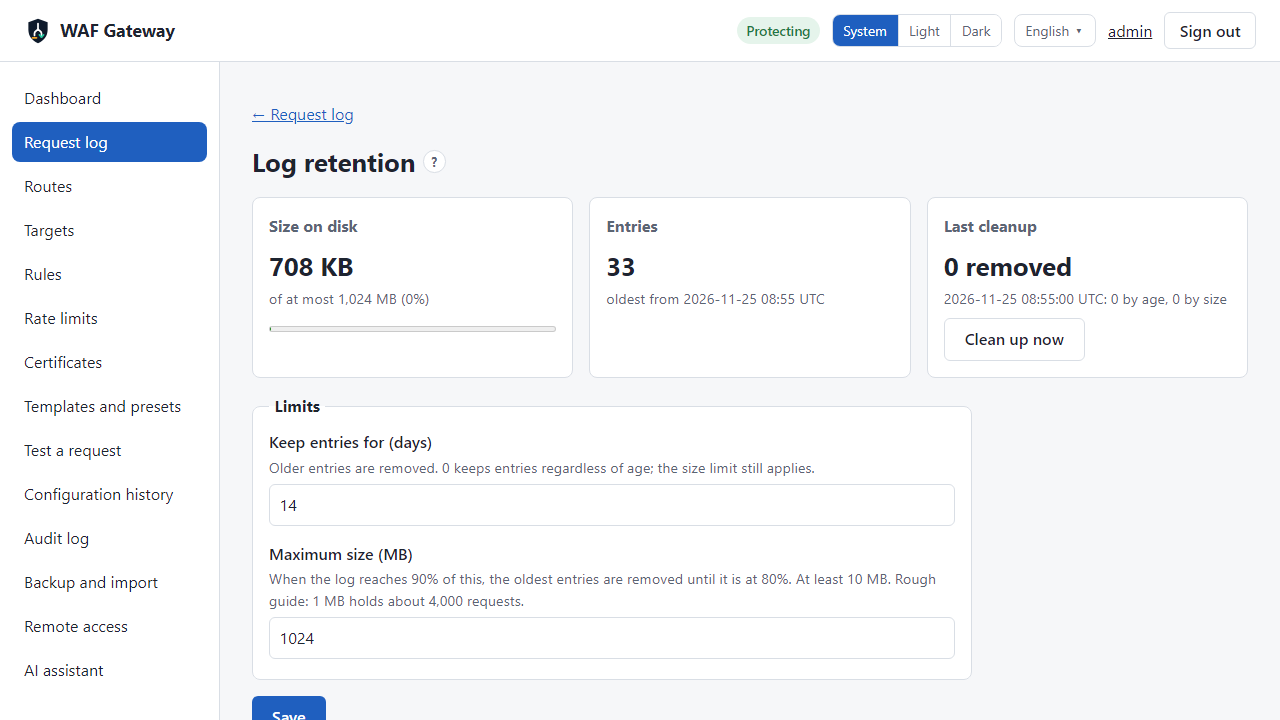 WAF Gateway
Protecting
System
Light
Dark
English ▾
admin
Sign out
Dashboard
Request log
Routes
Targets
Rules
Rate limits
Certificates
Templates and presets
Test a request
Configuration history
Audit log
Backup and import
Remote access
AI assistant
← Request log
Log retention ?
Size on disk
708 KB
of at most 1,024 MB (0%)
Entries
33
oldest from 2026-11-25 08:55 UTC
Last cleanup
0 removed
2026-11-25 08:55:00 UTC: 0 by age, 0 by size
Clean up now
Limits
Keep entries for (days)
Older entries are removed. 0 keeps entries regardless of age; the size limit still applies.
14
Maximum size (MB)
When the log reaches 90% of this, the oldest entries are removed until it is at 80%. At least 10 MB. Rough
guide: 1 MB holds about 4,000 requests.
1024
Save